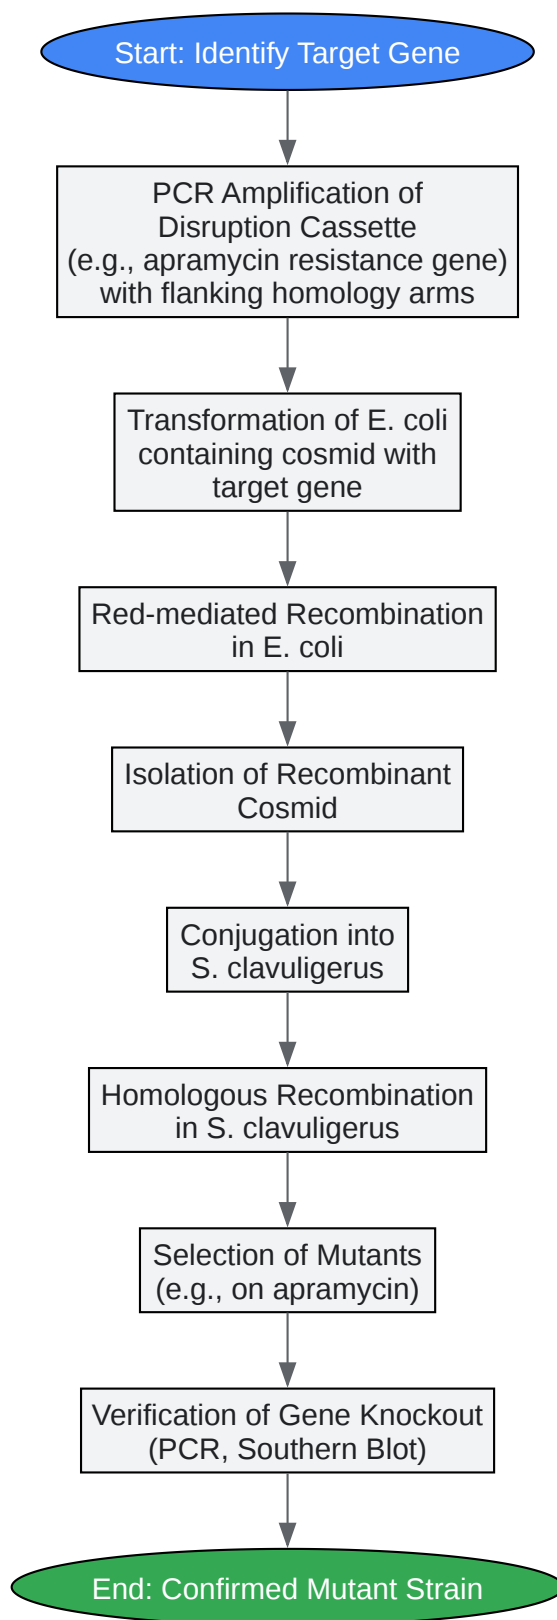 Start: Identify Target Gene
PCR Amplification of
Disruption Cassette
(e.g., apramycin resistance gene)
with flanking homology arms
Transformation of E. coli
containing cosmid with
target gene
Red-mediated Recombination
in E. coli
Isolation of Recombinant
Cosmid
Conjugation into
S. clavuligerus
Homologous Recombination
in S. clavuligerus
Selection of Mutants
(e.g., on apramycin)
Verification of Gene Knockout
(PCR, Southern Blot)
End: Confirmed Mutant Strain